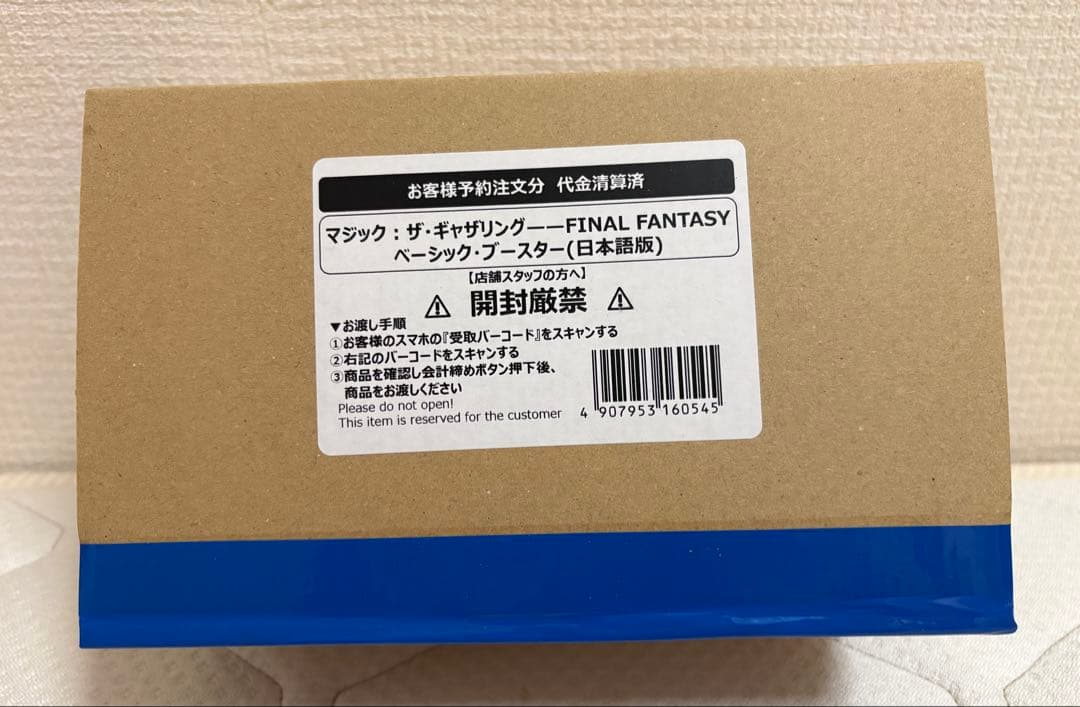 お客様予約注文分 代金清算済
マジック：ザ・ギャザリング――FINAL FANTASY
ベーシック・ブースター(日本語版)
【店舗スタッフの方へ】
⚠ 開封厳禁 ⚠
▼お渡し手順
①お客様のスマホの『受取バーコード』をスキャンする
②右記のバーコードをスキャンする
③商品を確認し会計締めボタン押下後、
商品をお渡しください
Please do not open!
This item is reserved for the customer
4 907953 160545